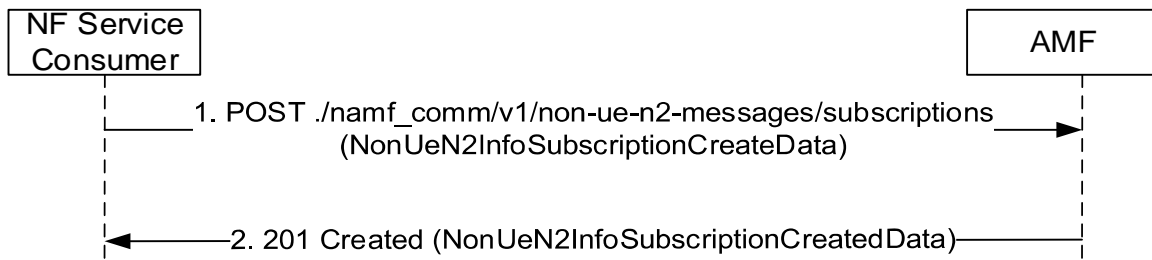 NF Service
Consumer
AMF
1. POST ./namf_comm/v1/non-ue-n2-messages/subscriptions
(NonUeN2InfoSubscriptionCreateData)
2. 201 Created (NonUeN2InfoSubscriptionCreatedData)